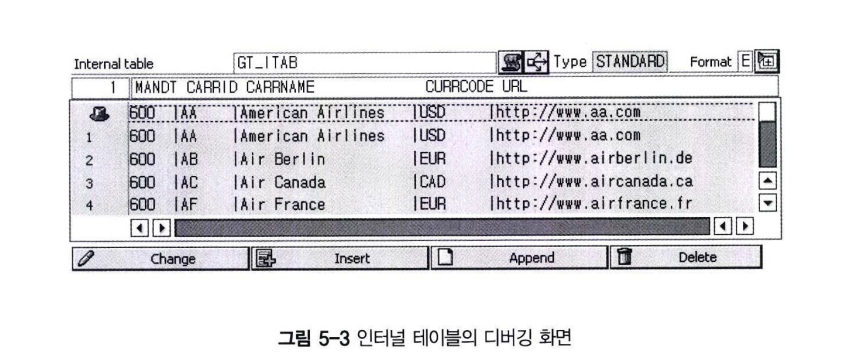 Internal table GT_ITAB Type STANDARD Format E
1 MANDT CARRID CARRNAME CURRCODE URL
600 |AA |American Airlines |USD |http://www.aa.com
1 600 |AA |American Airlines |USD |http://www.aa.com
2 600 |AB |Air Berlin |EUR |http://www.airberlin.de
3 600 |AC |Air Canada |CAD |http://www.aircanada.ca
4 600 |AF |Air France |EUR |http://www.airfrance.fr
Change Insert Append Delete
그림 5-3 인터널 테이블의 디버깅 화면